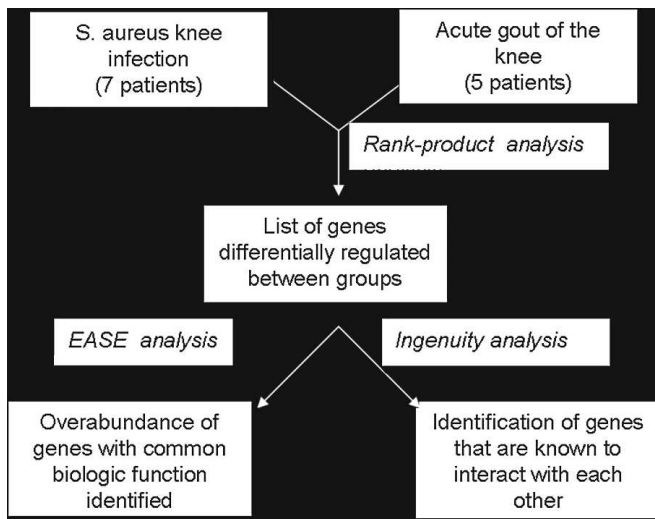 S. aureus knee
infection
(7 patients)
Acute gout of the
knee
(5 patients)
Rank-product analysis
List of genes
differentially regulated
between groups
EASE analysis
Ingenuity analysis
Overabundance of
genes with common
biologic function
identified
Identification of genes
that are known to
interact with each
other